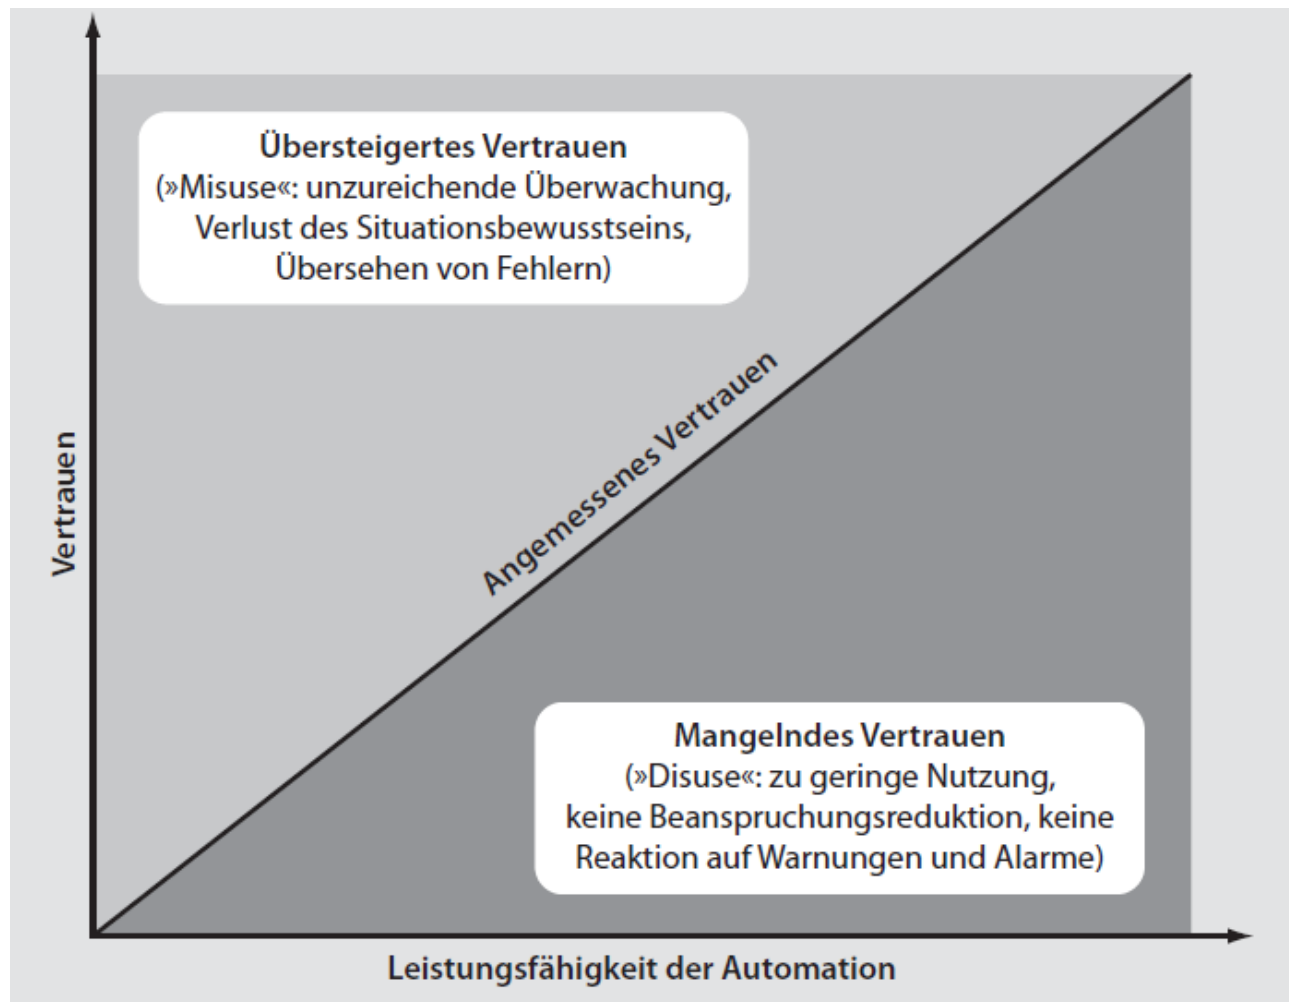 Übersteigertes Vertrauen
(»Misuse«: unzureichende Überwachung,
Verlust des Situationsbewusstseins,
Übersehen von Fehlern)
Angemessenes Vertrauen
Vertrauen
Mangelndes Vertrauen
(»Disuse«: zu geringe Nutzung,
keine Beanspruchungsreduktion, keine
Reaktion auf Warnungen und Alarme)
Leistungsfähigkeit der Automation